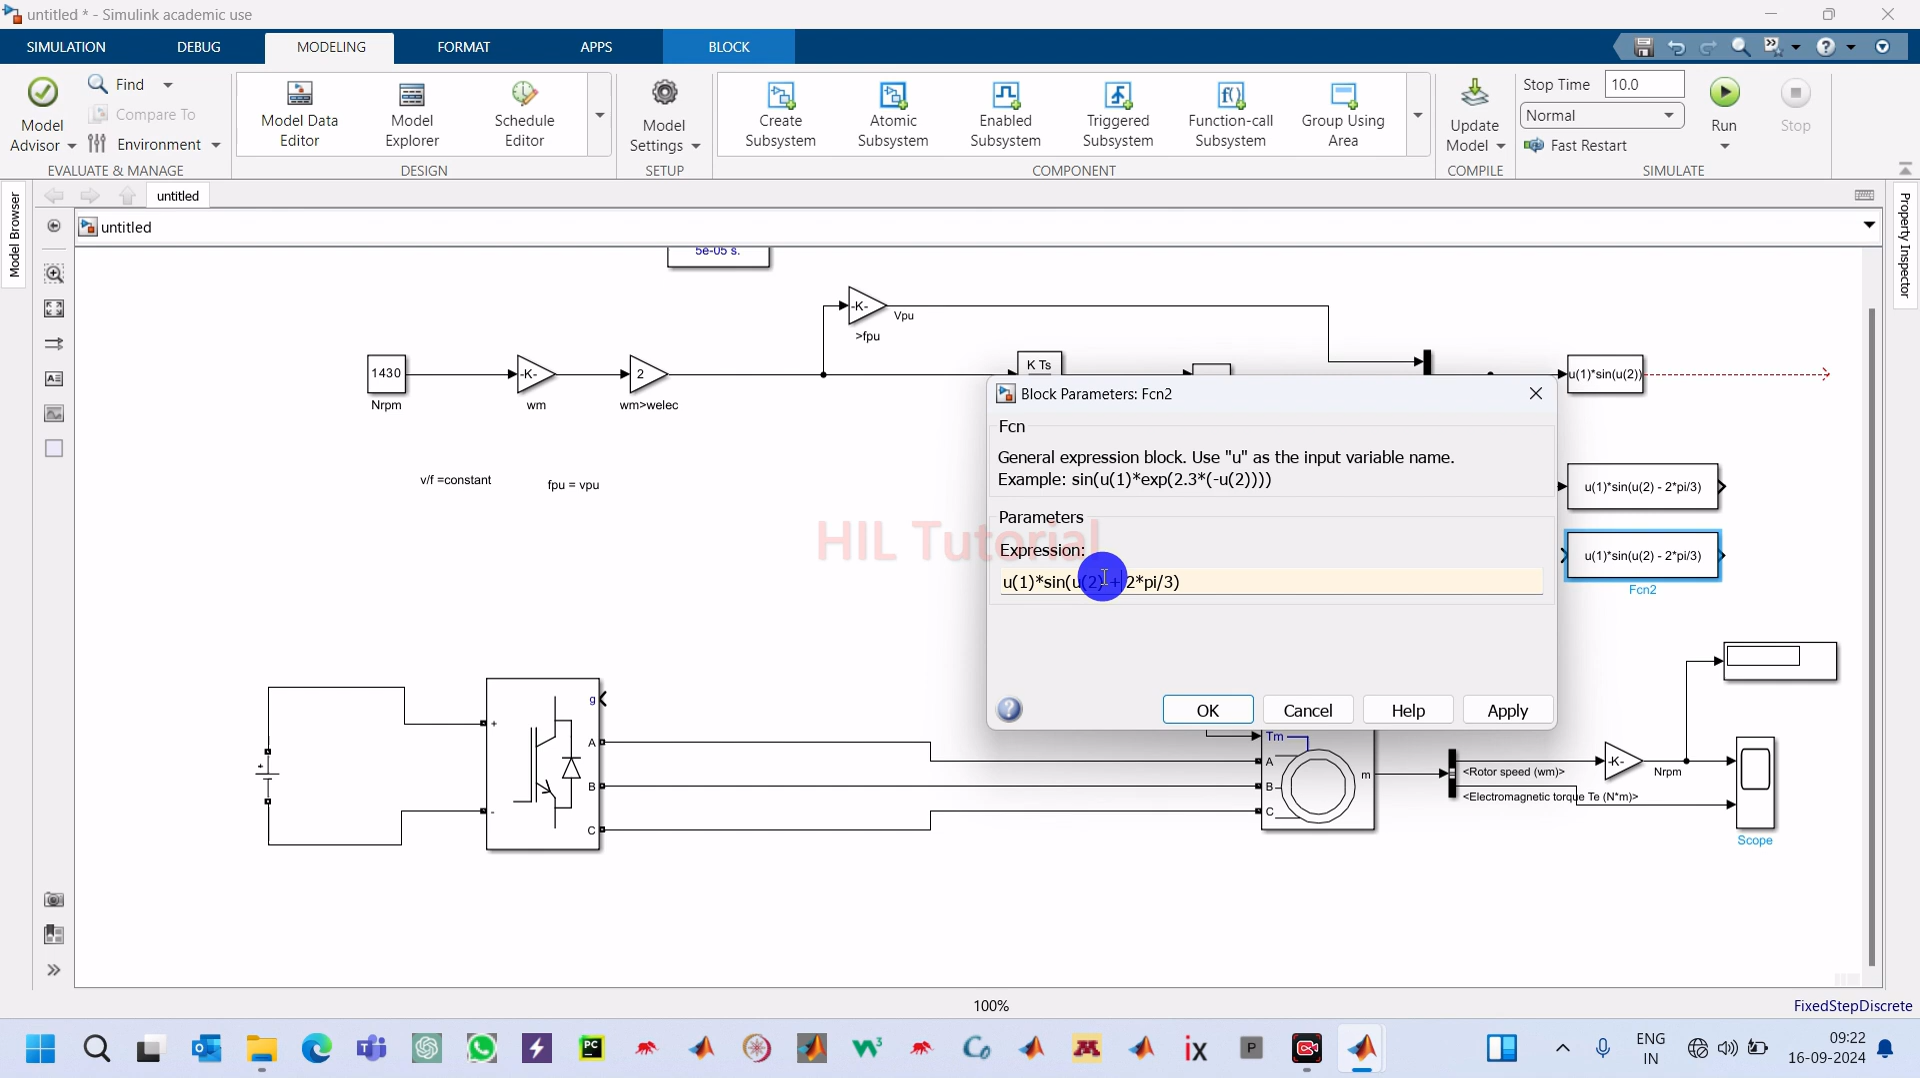 untitled * - Simulink academic use
SIMULATION
DEBUG
MODELING
FORMAT
APPS
BLOCK
Model
Advisor
Find
Compare To
Environment
EVALUATE & MANAGE
Model Data
Editor
Model
Explorer
Schedule
Editor
DESIGN
Model
Settings
SETUP
Create
Subsystem
Atomic
Subsystem
Enabled
Subsystem
Triggered
Subsystem
Function-call
Subsystem
Group Using
Area
COMPONENT
Update
Model
COMPILE
Stop Time 10.0
Normal
Fast Restart
Run
Stop
SIMULATE
Model Browser
untitled
untitled
Property Inspector
5e-05 s.
-K-
Vpu
>fpu
1430
Nrpm
-K-
wm
2
wm>welec
K Ts
u(1)*sin(u(2))
v/f =constant
fpu = vpu
HIL Tutorial
Block Parameters: Fcn2
Fcn
General expression block. Use "u" as the input variable name.
Example: sin(u(1)*exp(2.3*(-u(2))))
Parameters
Expression:
u(1)*sin(u(2) + 2*pi/3)
OK
Cancel
Help
Apply
u(1)*sin(u(2) - 2*pi/3)
u(1)*sin(u(2) - 2*pi/3)
Fcn2
g
+
-
A
B
C
+
Tm
A
B
C
m
<Rotor speed (wm)>
<Electromagnetic torque Te (N*m)>
-K-
Nrpm
Scope
100%
FixedStepDiscrete
PC
ix
P
ENG
IN
09:22
16-09-2024